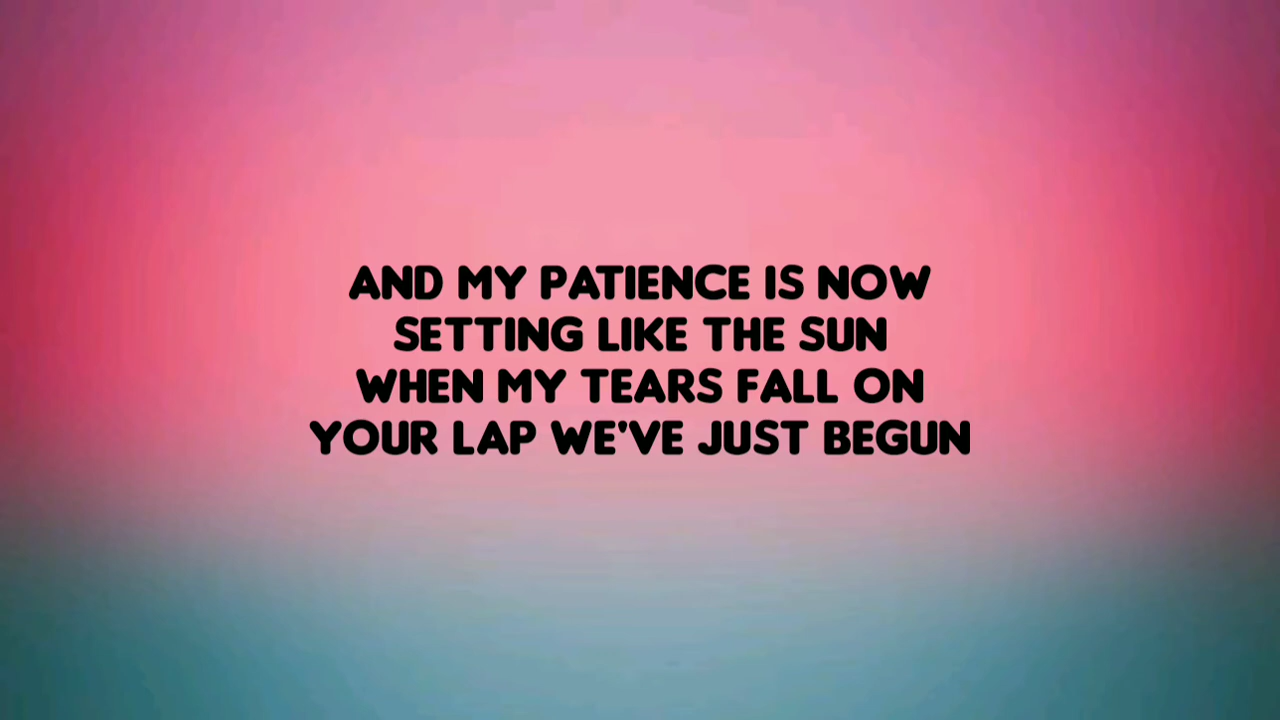 AND MY PATIENCE IS NOW
SETTING LIKE THE SUN
WHEN MY TEARS FALL ON
YOUR LAP WE'VE JUST BEGUN